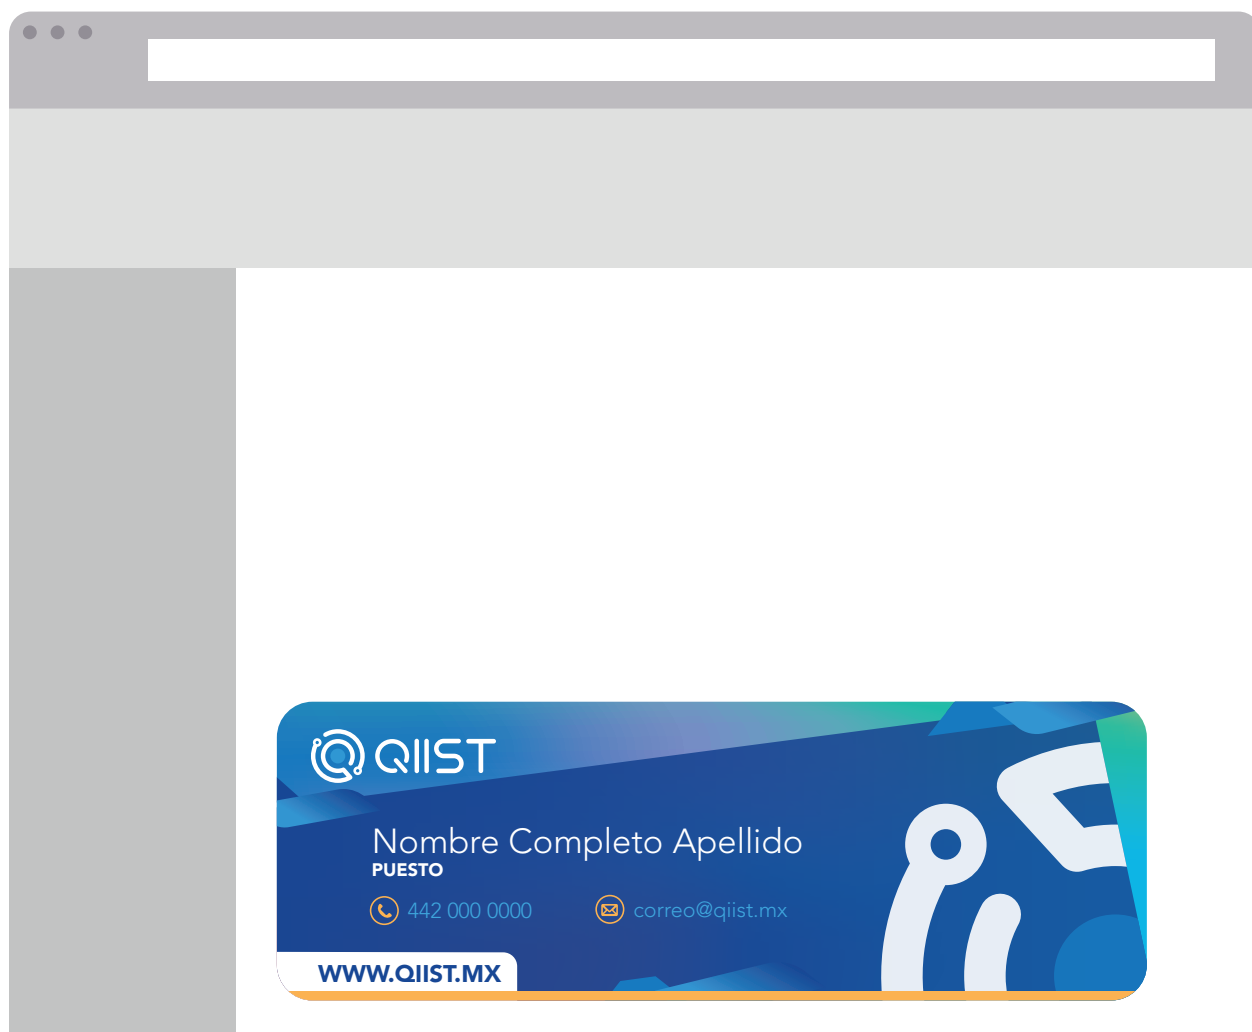 QIIST
Nombre Completo Apellido
PUESTO
442 000 0000 correo@qiist.mx
WWW.QIIST.MX